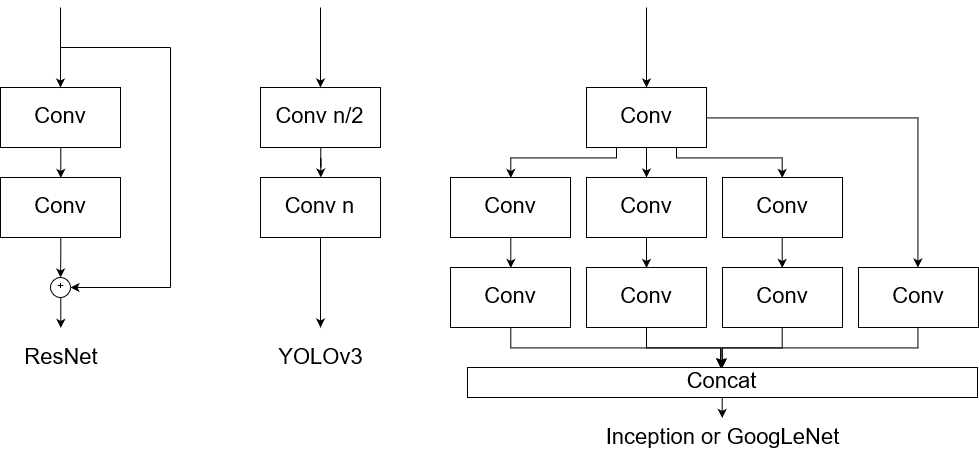 Conv
Conv
+
ResNet
Conv n/2
Conv n
YOLOv3
Conv
Conv
Conv
Conv
Conv
Conv
Conv
Conv
Concat
Inception or GoogLeNet